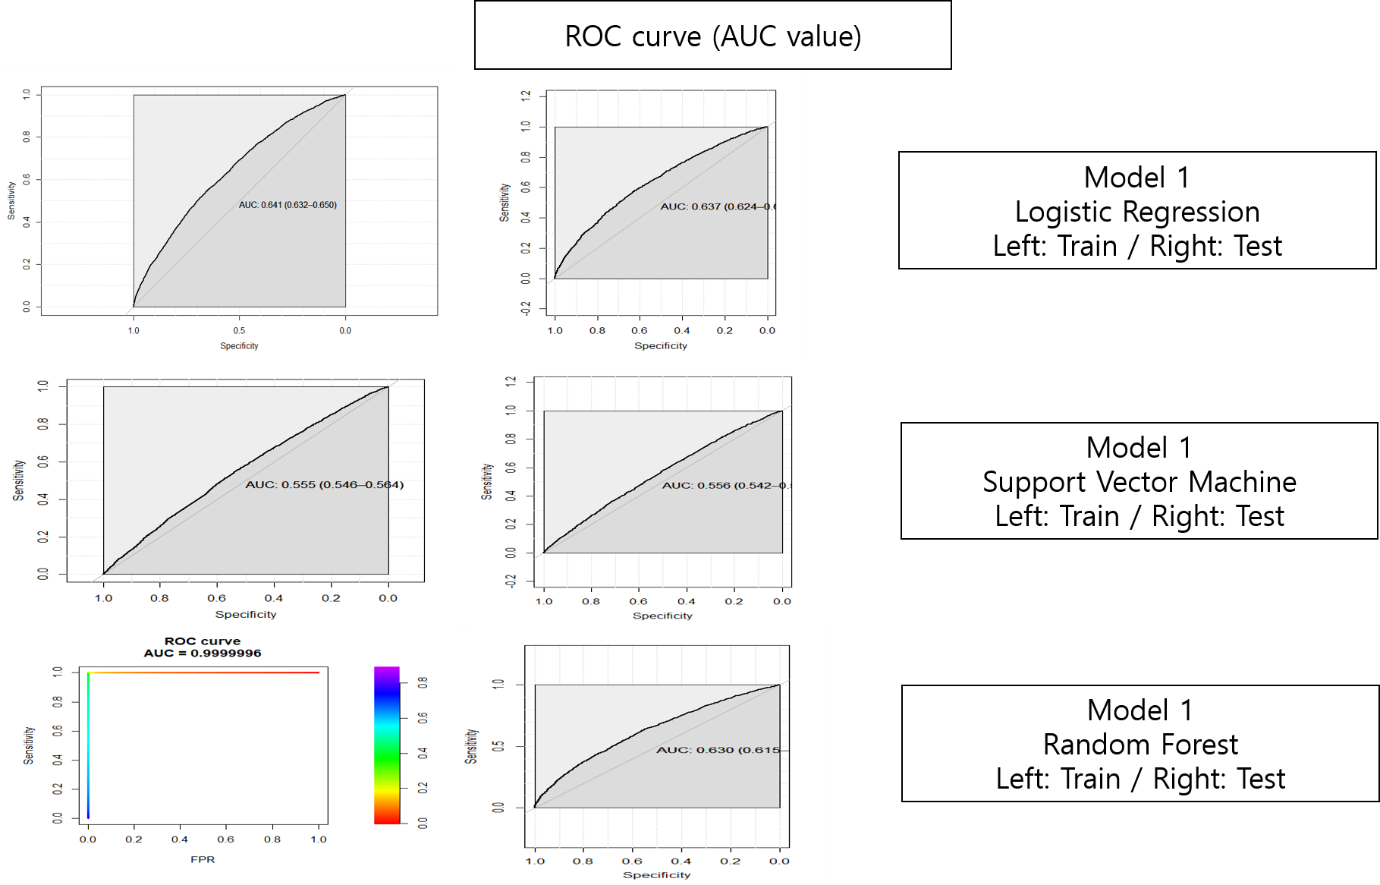 ROC curve (AUC value)
1.0
0.8
0.6
0.4
0.2
0.0
Sensitivity
AUC: 0.641 (0.632–0.650)
1.0 0.5 0.0
Specificity
1.2
1.0
0.8
0.6
0.4
0.2
0.0
-0.2
Sensitivity
AUC: 0.637 (0.624–0.6
1.0 0.8 0.6 0.4 0.2 0.0
Specificity
Model 1
Logistic Regression
Left: Train / Right: Test
1.0
0.8
0.6
0.4
0.2
0.0
Sensitivity
AUC: 0.555 (0.546–0.564)
1.0 0.8 0.6 0.4 0.2 0.0
Specificity
1.2
1.0
0.8
0.6
0.4
0.2
0.0
-0.2
Sensitivity
AUC: 0.556 (0.542–0.5
1.0 0.8 0.6 0.4 0.2 0.0
Specificity
Model 1
Support Vector Machine
Left: Train / Right: Test
ROC curve
AUC = 0.9999996
1.0
0.8
0.6
0.4
0.2
0.0
Sensitivity
0.0 0.2 0.4 0.6 0.8 1.0
FPR
0.8
0.6
0.4
0.2
0.0
1.0
0.5
0.0
Sensitivity
AUC: 0.630 (0.615–
1.0 0.8 0.6 0.4 0.2 0.0
Specificity
Model 1
Random Forest
Left: Train / Right: Test